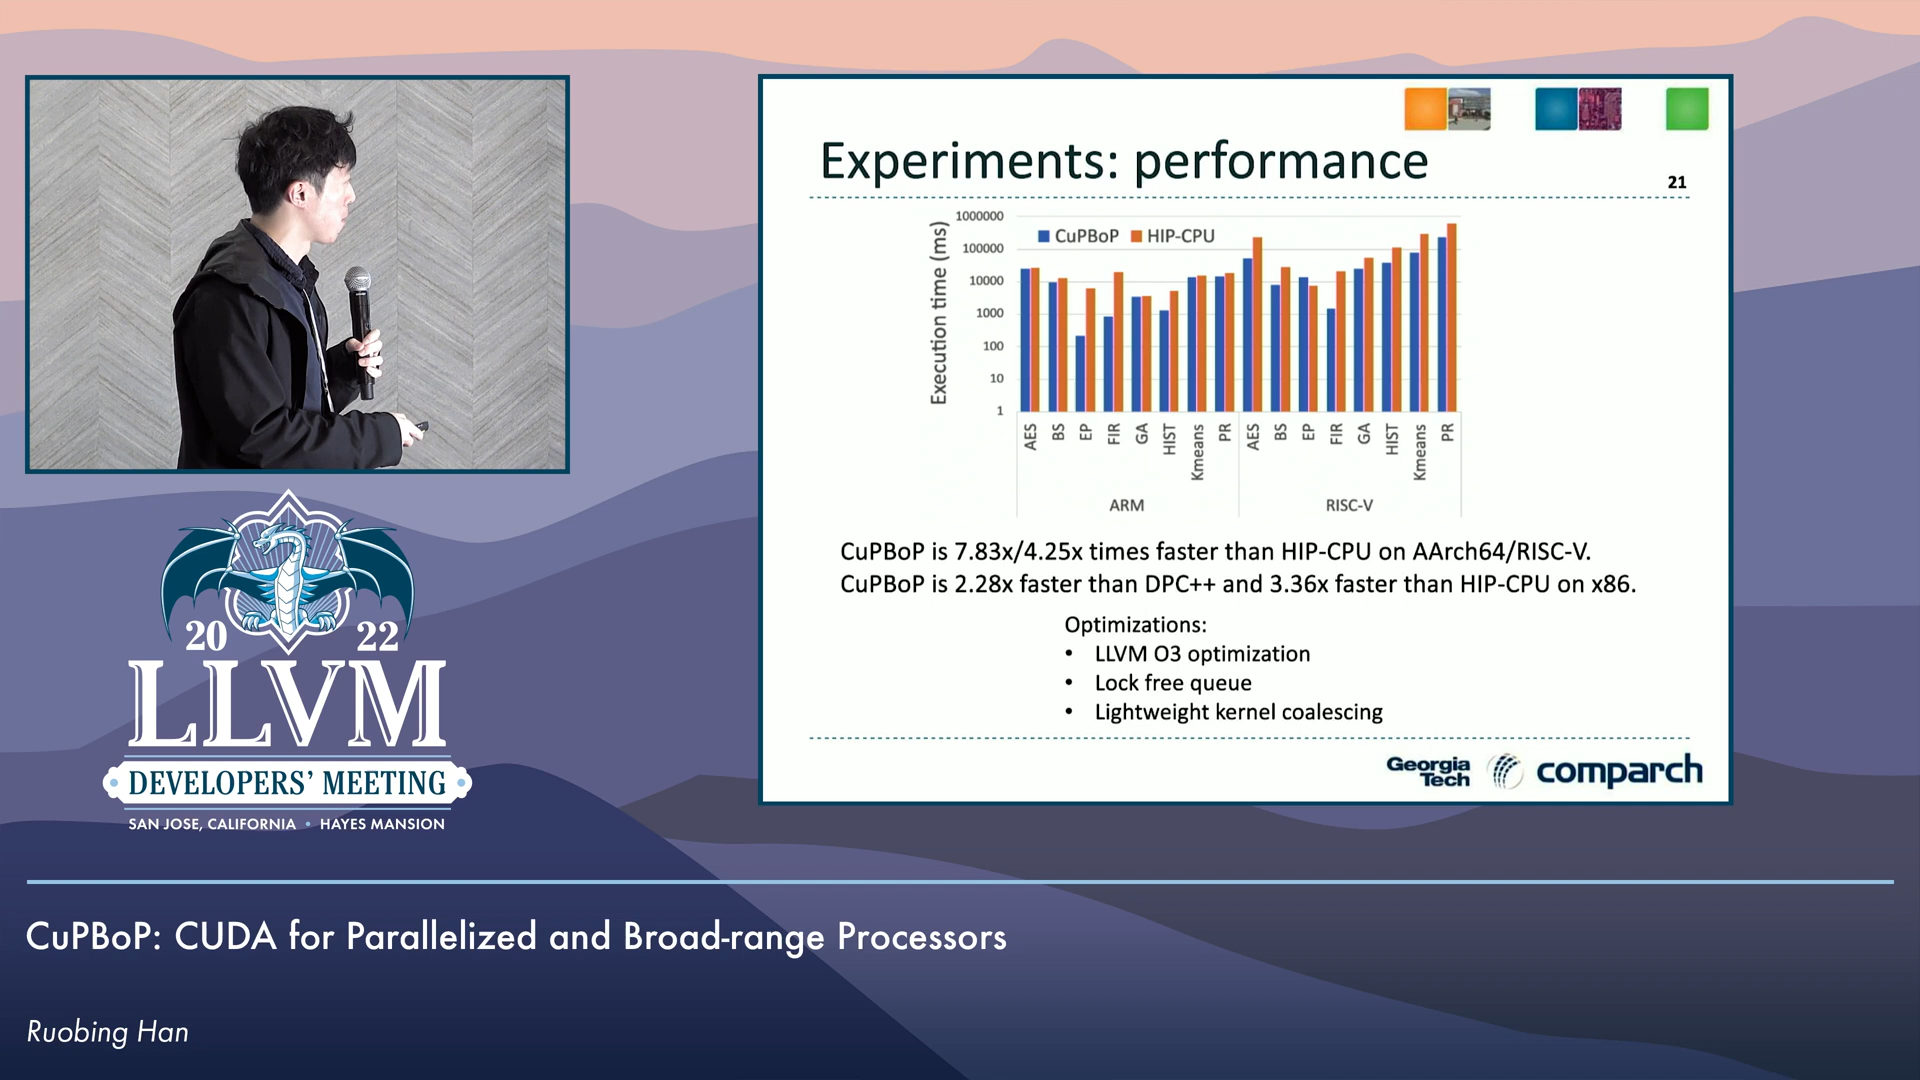 Experiments: performance
21
Execution time (ms)
1000000
100000
10000
1000
100
10
1
CuPBoP HIP-CPU
AES BS EP FIR GA HIST Kmeans PR AES BS EP FIR GA HIST Kmeans PR
ARM RISC-V
CuPBoP is 7.83x/4.25x times faster than HIP-CPU on AArch64/RISC-V.
CuPBoP is 2.28x faster than DPC++ and 3.36x faster than HIP-CPU on x86.
Optimizations:
• LLVM O3 optimization
• Lock free queue
• Lightweight kernel coalescing
Georgia
Tech
comparch
20 22
LLVM
DEVELOPERS’ MEETING
SAN JOSE, CALIFORNIA • HAYES MANSION
CuPBoP: CUDA for Parallelized and Broad-range Processors
Ruobing Han